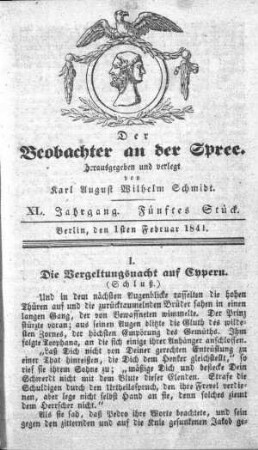 Der
Beobachter an der Spree.
Herausgegeben und verlegt
von
Karl August Wilhelm Schmidt.
XL. Jahrgang. Fünftes Stück.
Berlin, den 1sten Februar 1841.
I.
Die Vergeltungsnacht auf Cypern.
(Schluß.)
Und in dem nächsten Augenblicke rasselten die hohen
Thüren auf und die zurücktaumelnden Brüder sahen in einen
langen Gang, der von Bewaffneten wimmelte. Der Prinz
stürzte voran; aus seinen Augen blitzte die Gluth des wilde-
sten Zornes, der höchsten Empörung des Gemüths. Ihm
folgte Torphana, an die sich einige ihrer Anhänger anschlossen.
„Daß Dich nicht von Deiner gerechten Entrüstung zu
einer That hinreißen; die Dich dem Henker gleichstellt,“ so
rief sie ihrem Sohne zu; „mäßige Dich und beflecke Dein
Schwerdt nicht mit dem Blute dieser Elenden. Strafe die
Schuldigen durch den Urtheilsspruch, den ihre Frevel verdie-
nen, aber lege nicht selbst Hand an sie, denn solches ziemt
dem Herrscher nicht.“
Als sie sah, daß Pedro ihre Worte beachtete, und sein
gegen den zitternden und auf die Knie gesunkenen Jakob ge-